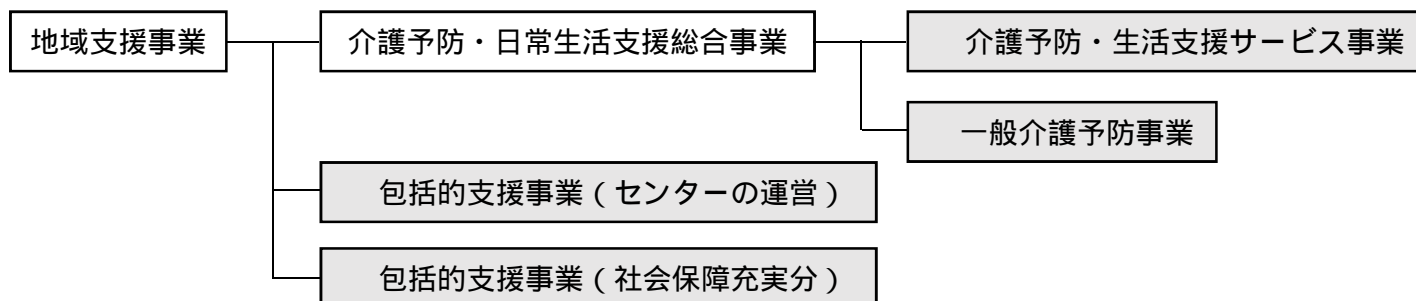 地域支援事業
介護予防・日常生活支援総合事業
介護予防・生活支援サービス事業
一般介護予防事業
包括的支援事業(センターの運営)
包括的支援事業(社会保障充実分)